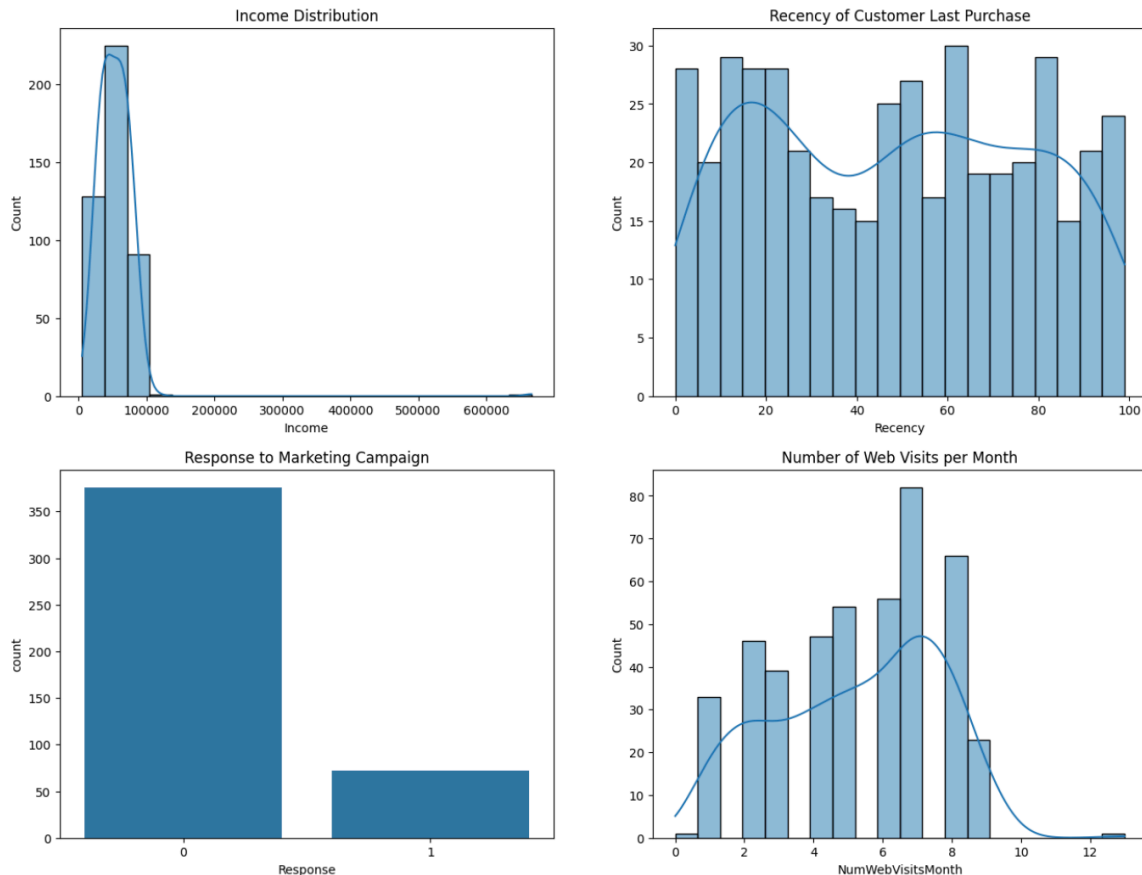 Income Distribution
200
150
100
50
0
Count
0 100000 200000 300000 400000 500000 600000
Income
Recency of Customer Last Purchase
30
25
20
15
10
5
0
Count
0 20 40 60 80 100
Recency
Response to Marketing Campaign
350
300
250
200
150
100
50
0
count
0 1
Response
Number of Web Visits per Month
80
70
60
50
40
30
20
10
0
Count
0 2 4 6 8 10 12
NumWebVisitsMonth